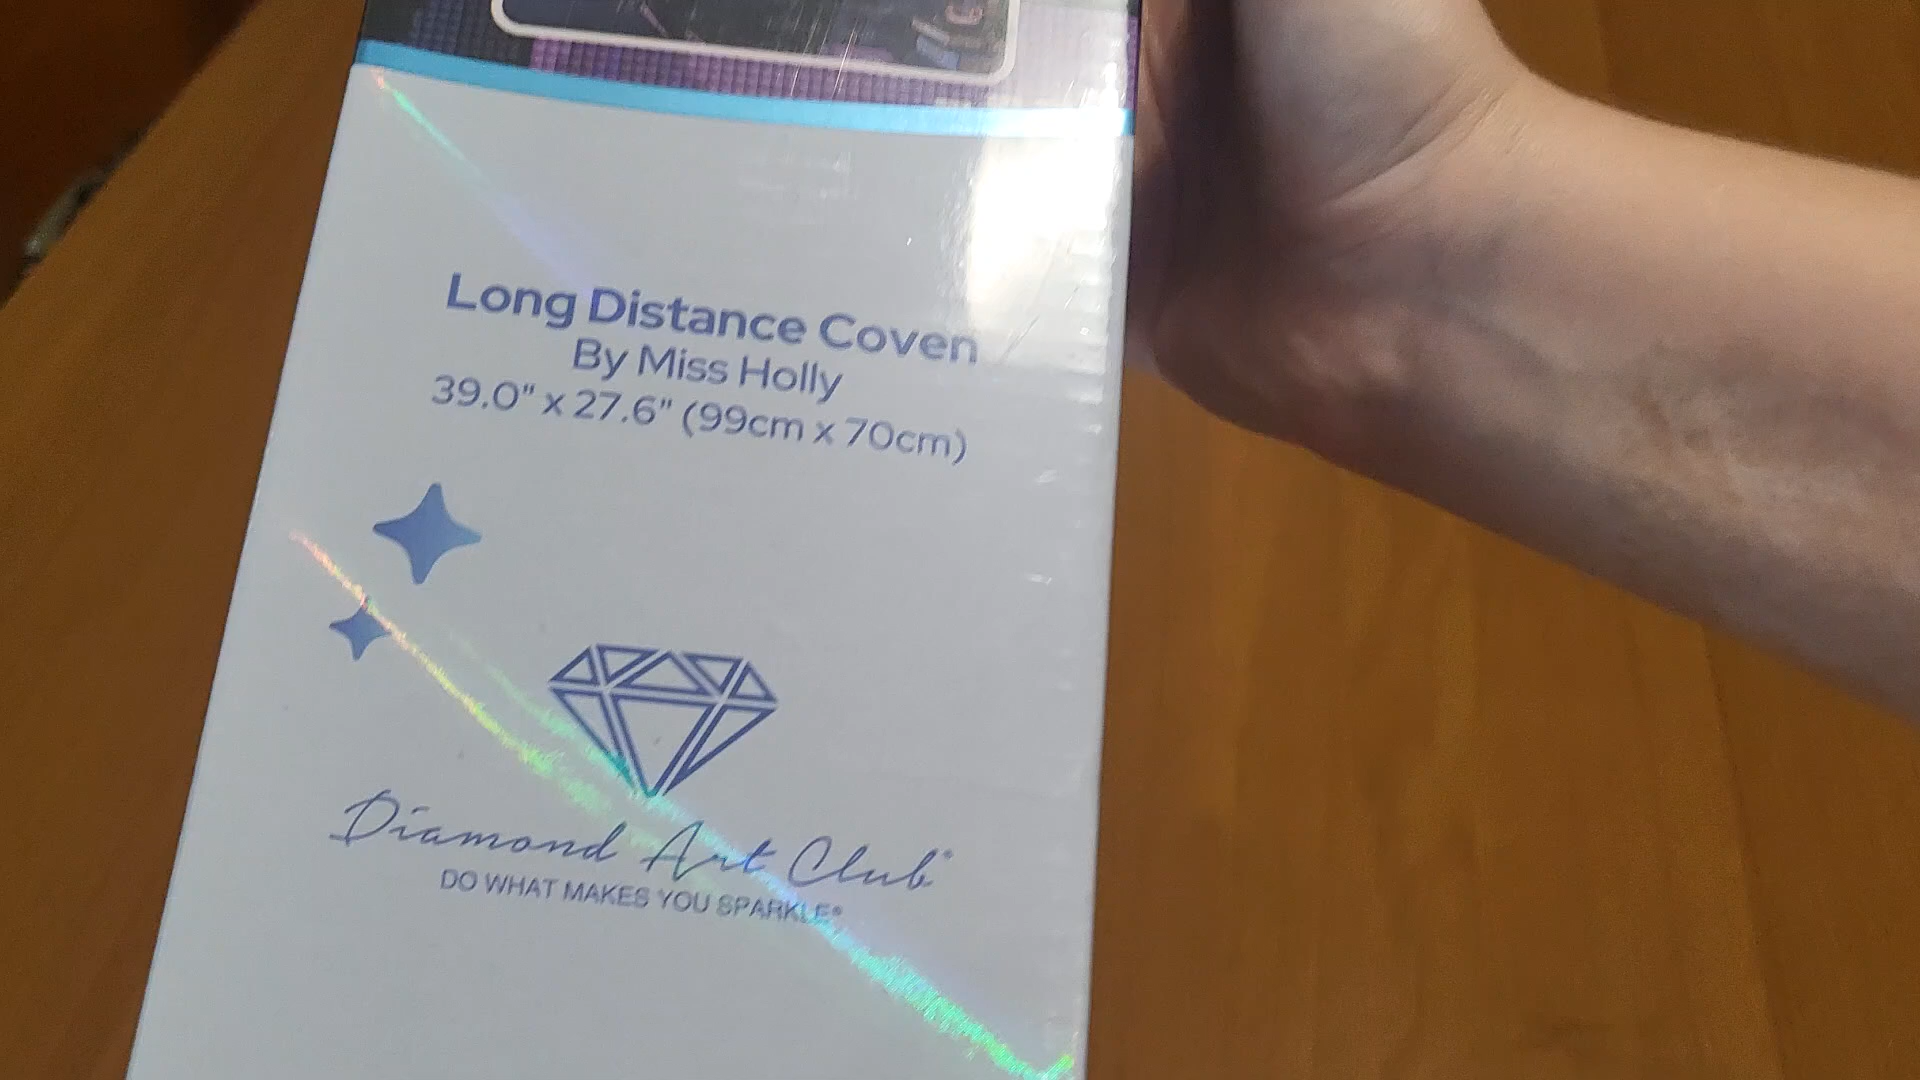 Long Distance Coven
By Miss Holly
39.0" x 27.6" (99cm x 70cm)
Diamond Art Club®
DO WHAT MAKES YOU SPARKLE®